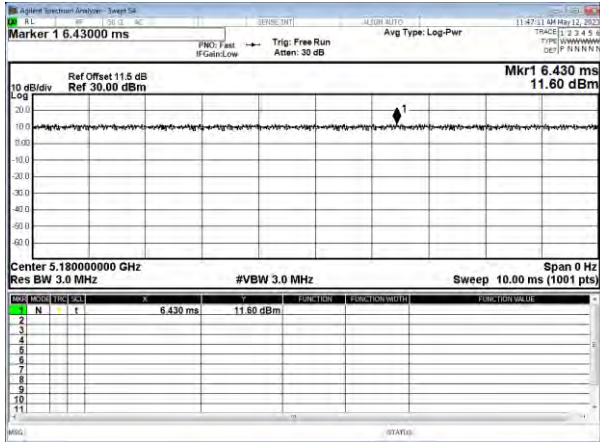 Agilent Spectrum Analyzer - Swept SA
RL RF 50 Ω AC SENSE:INT ALIGN AUTO 11:47:11 AM May 12, 2023
Marker 1 6.43000 ms Avg Type: Log-Pwr TRACE 1 2 3 4 5 6
PNO: Fast Trig: Free Run TYPE WWWWWW
IFGain:Low Atten: 30 dB DET P N N N N N
Ref Offset 11.5 dB Mkr1 6.430 ms
10 dB/div Ref 30.00 dBm 11.60 dBm
Log
20.0
1
10.0
0.00
-10.0
-20.0
-30.0
-40.0
-50.0
-60.0
Center 5.180000000 GHz Span 0 Hz
Res BW 3.0 MHz #VBW 3.0 MHz Sweep 10.00 ms (1001 pts)
MKR MODE TRC SCL X Y FUNCTION FUNCTION WIDTH FUNCTION VALUE
1 N 1 t 6.430 ms 11.60 dBm
2
3
4
5
6
7
8
9
10
11
MSG STATUS